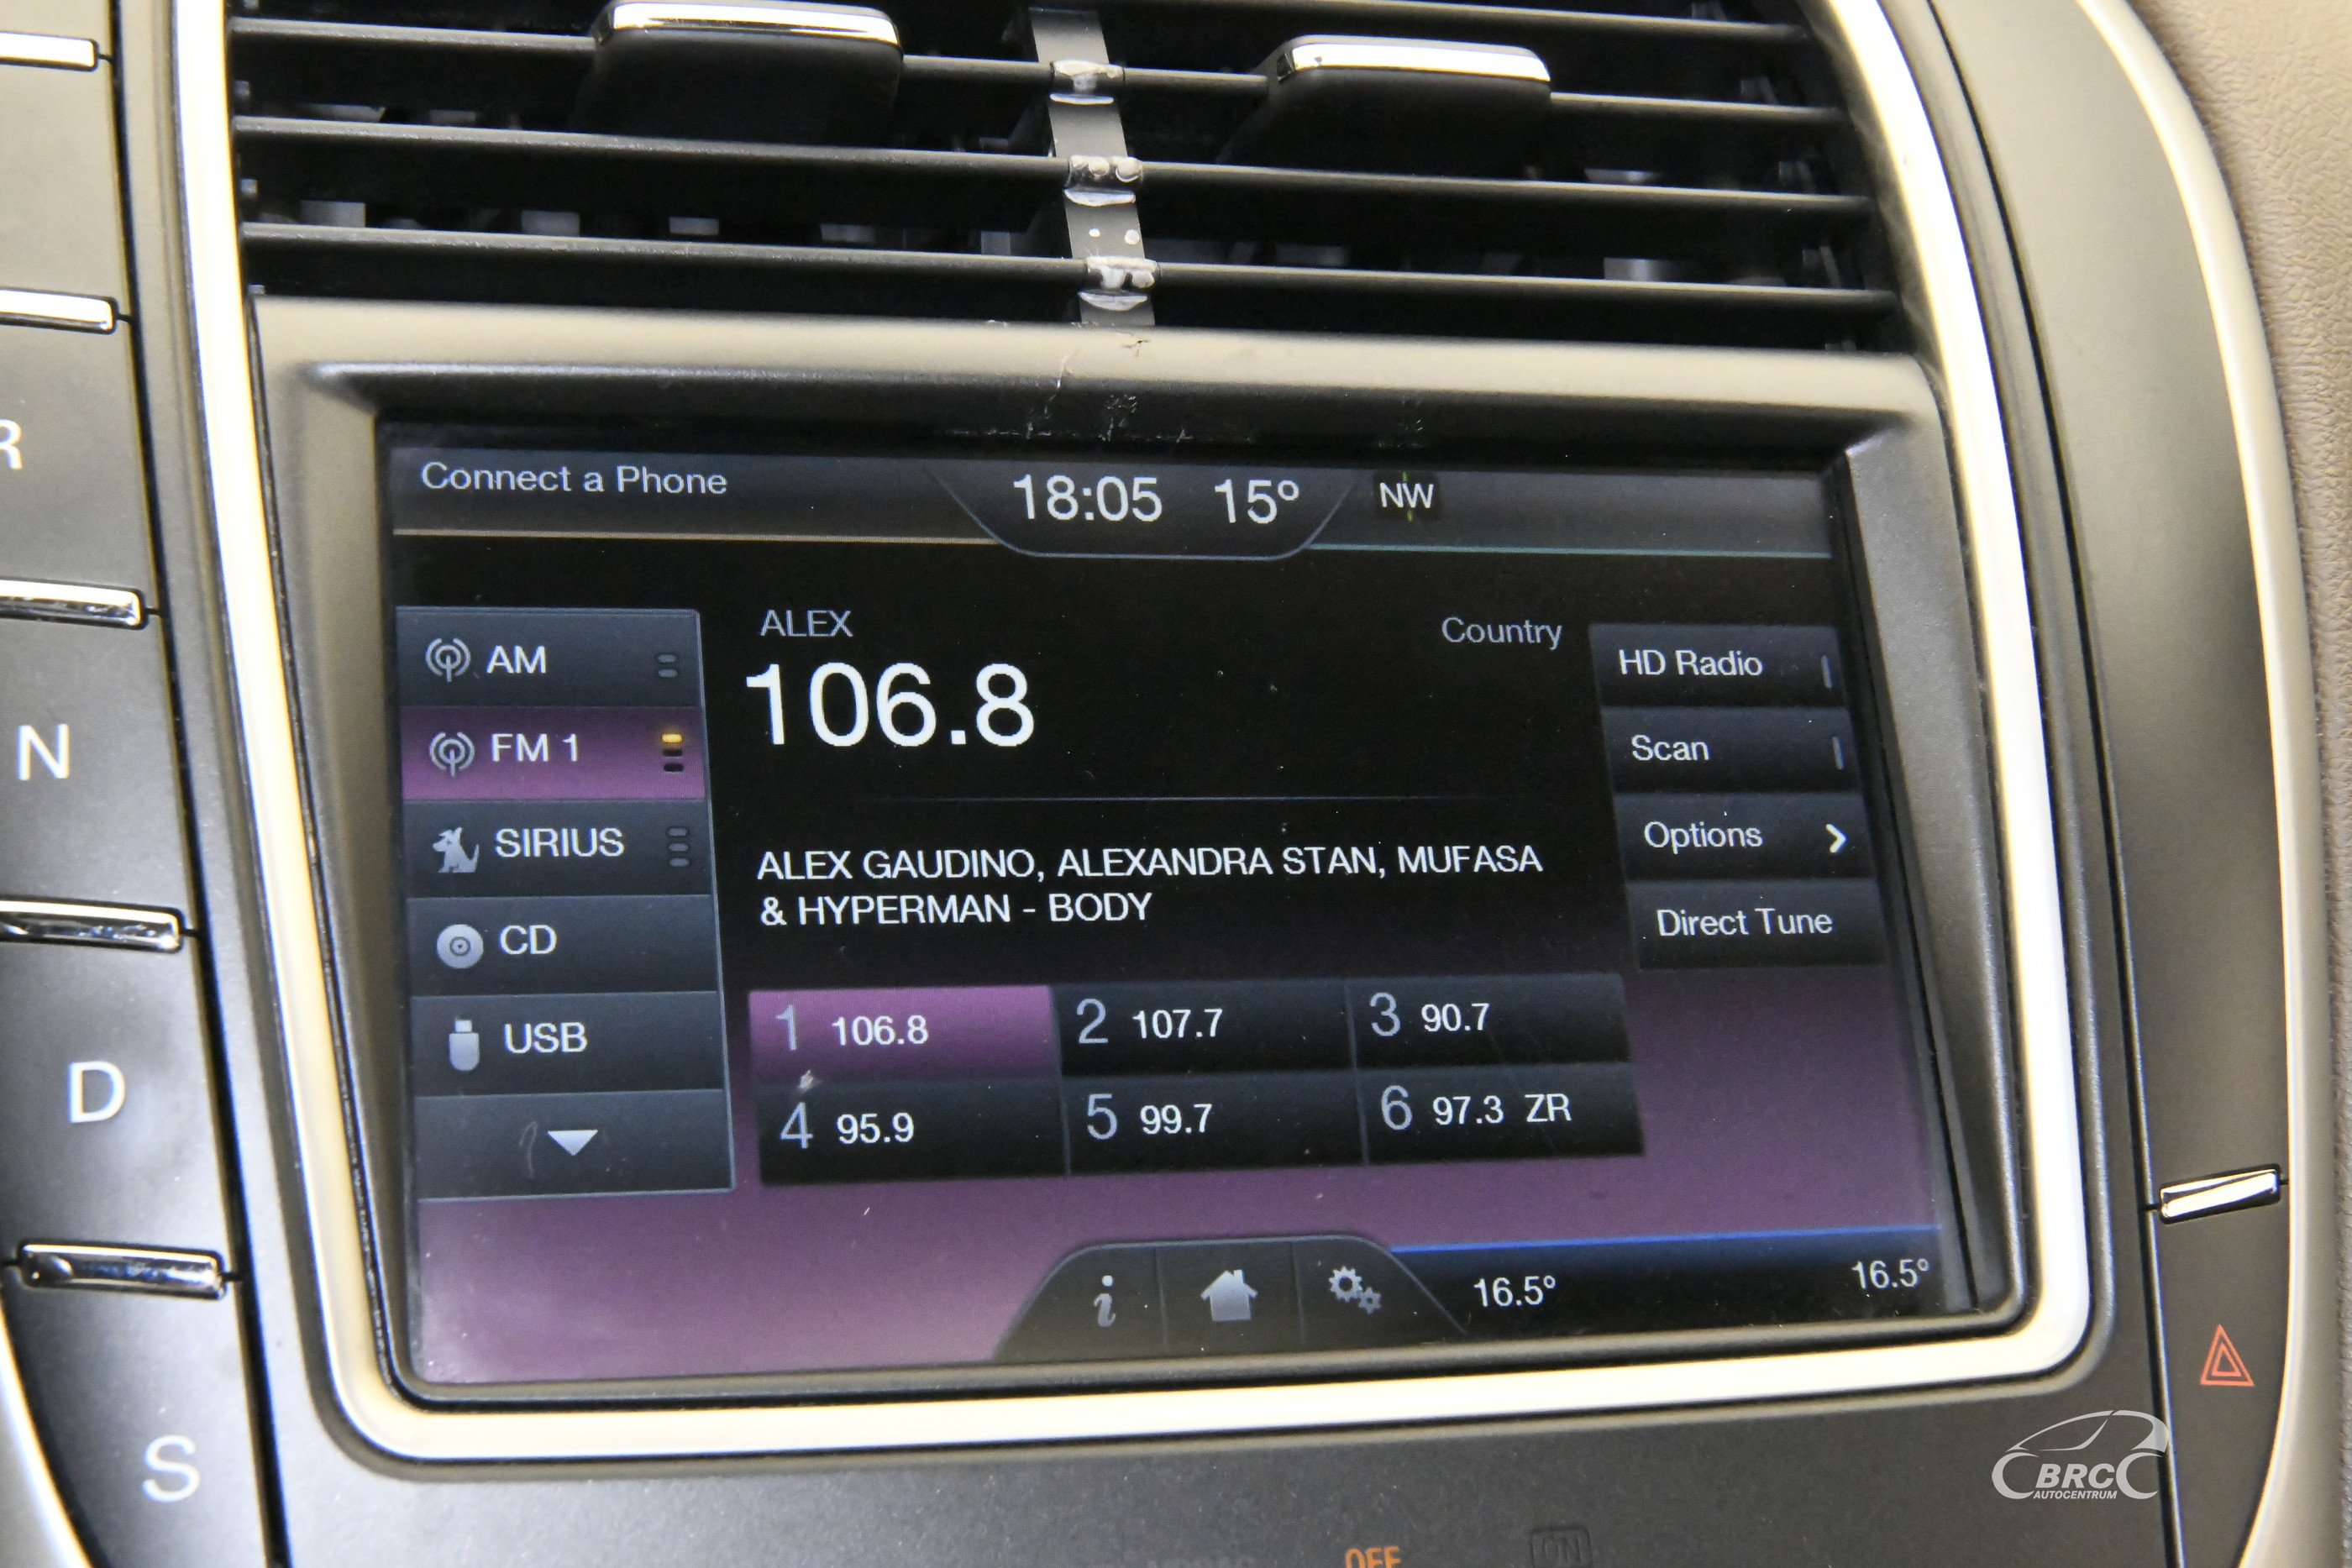 R
N
D
S
Connect a Phone
18:05 15° NW
AM
FM 1
SIRIUS
CD
USB
ALEX
106.8
Country
ALEX GAUDINO, ALEXANDRA STAN, MUFASA
& HYPERMAN - BODY
HD Radio
Scan
Options
Direct Tune
1 106.8
2 107.7
3 90.7
4 95.9
5 99.7
6 97.3 ZR
i
16.5°
16.5°
BRC
AUTOCENTRUM
OFF
ON